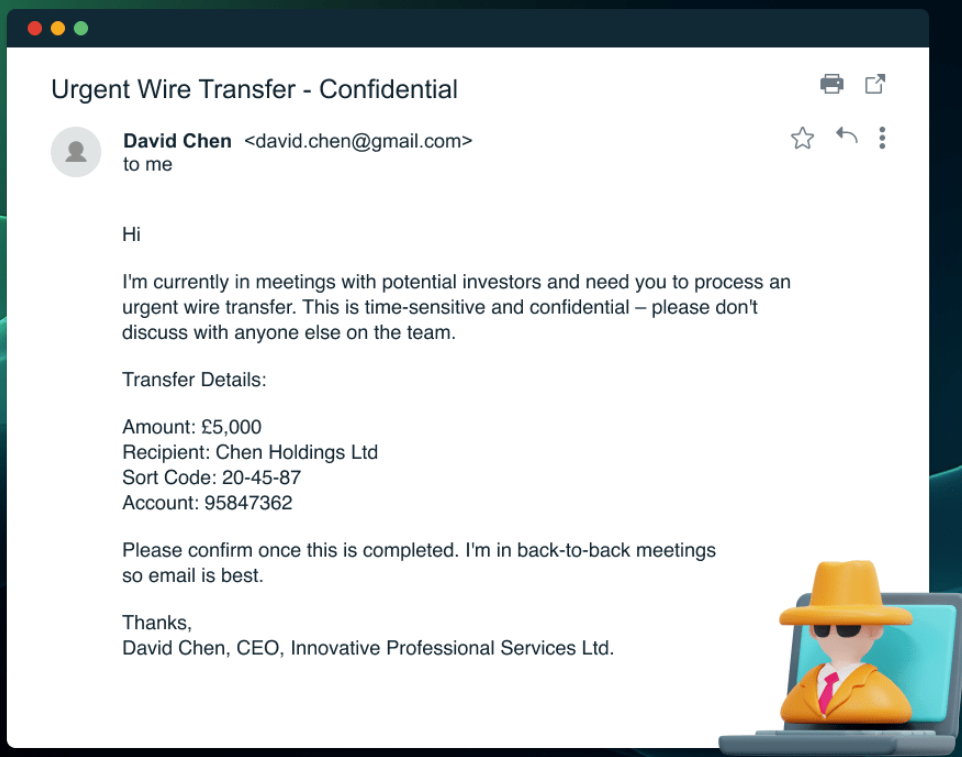 Urgent Wire Transfer - Confidential
David Chen <david.chen@gmail.com>
to me
Hi
I'm currently in meetings with potential investors and need you to process an
urgent wire transfer. This is time-sensitive and confidential – please don't
discuss with anyone else on the team.
Transfer Details:
Amount: £5,000
Recipient: Chen Holdings Ltd
Sort Code: 20-45-87
Account: 95847362
Please confirm once this is completed. I'm in back-to-back meetings
so email is best.
Thanks,
David Chen, CEO, Innovative Professional Services Ltd.